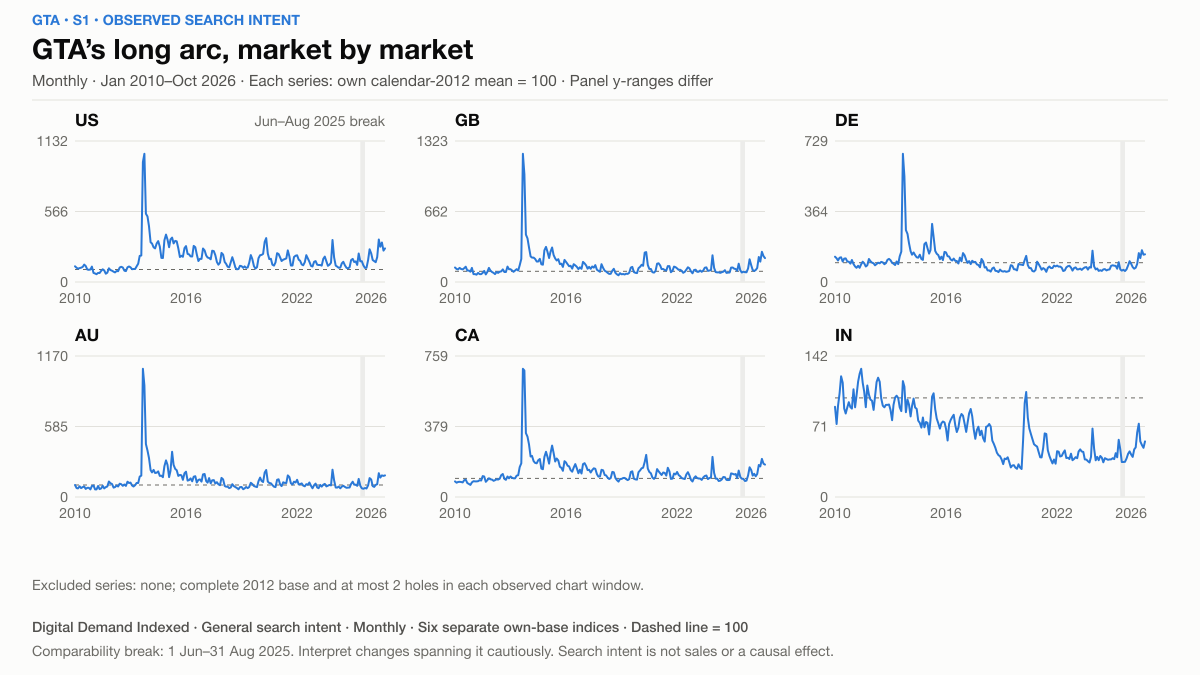 GTA · S1 · OBSERVED SEARCH INTENT
GTA’s long arc, market by market
Monthly · Jan 2010–Oct 2026 · Each series: own calendar-2012 mean = 100 · Panel y-ranges differ
US
Jun–Aug 2025 break
1132
566
0
2010 2016 2022 2026
GB
1323
662
0
2010 2016 2022 2026
DE
729
364
0
2010 2016 2022 2026
AU
1170
585
0
2010 2016 2022 2026
CA
759
379
0
2010 2016 2022 2026
IN
142
71
0
2010 2016 2022 2026
Excluded series: none; complete 2012 base and at most 2 holes in each observed chart window.
Digital Demand Indexed · General search intent · Monthly · Six separate own-base indices · Dashed line = 100
Comparability break: 1 Jun–31 Aug 2025. Interpret changes spanning it cautiously. Search intent is not sales or a causal effect.